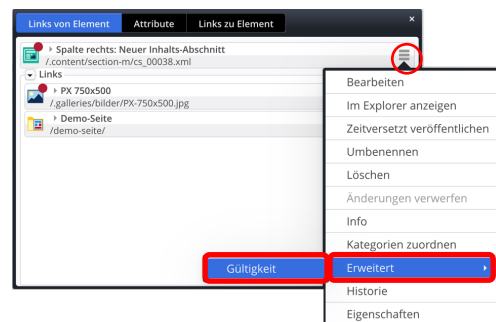 Links von Element Attribute Links zu Element ×
Spalte rechts: Neuer Inhalts-Abschnitt
/.content/section-m/cs_00038.xml
Links
PX 750x500
/.galleries/bilder/PX-750x500.jpg
Demo-Seite
/demo-seite/
Bearbeiten
Im Explorer anzeigen
Zeitversetzt veröffentlichen
Umbenennen
Löschen
Änderungen verwerfen
Info
Kategorien zuordnen
Gültigkeit
Erweitert
Historie
Eigenschaften